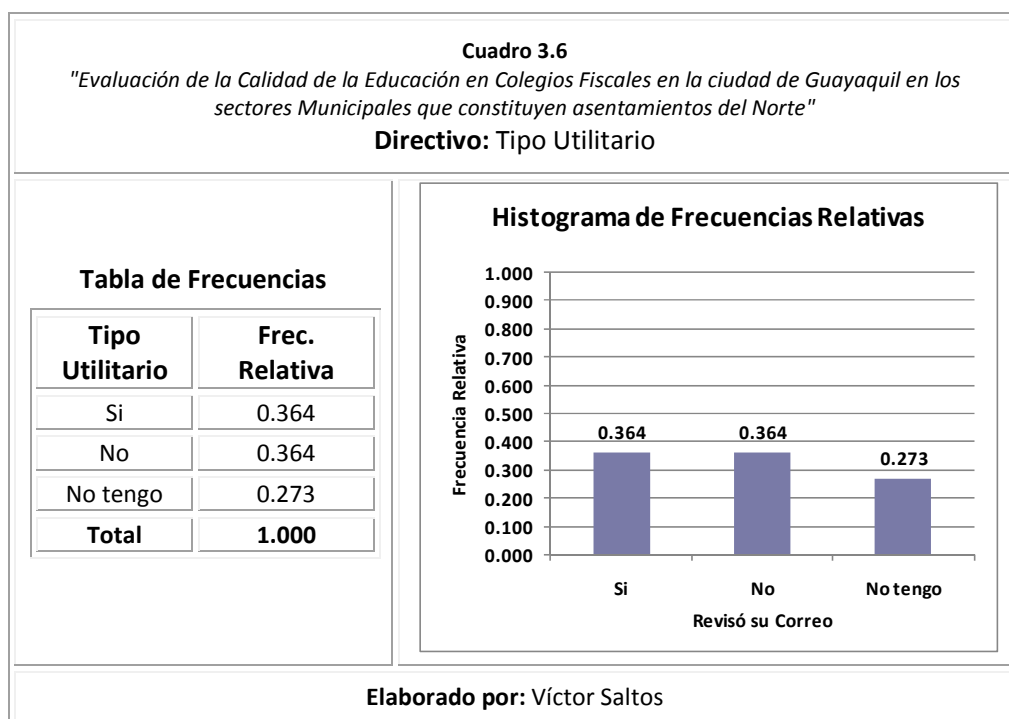 Cuadro 3.6
"Evaluación de la Calidad de la Educación en Colegios Fiscales en la ciudad de Guayaquil en los
sectores Municipales que constituyen asentamientos del Norte"
Directivo: Tipo Utilitario
Tabla de Frecuencias
Tipo Utilitario Frec. Relativa
Si 0.364
No 0.364
No tengo 0.273
Total 1.000
Histograma de Frecuencias Relativas
Frecuencia Relativa
1.000
0.900
0.800
0.700
0.600
0.500
0.400
0.300
0.200
0.100
0.000
0.364 0.364 0.273
Si No No tengo
Revisó su Correo
Elaborado por: Víctor Saltos